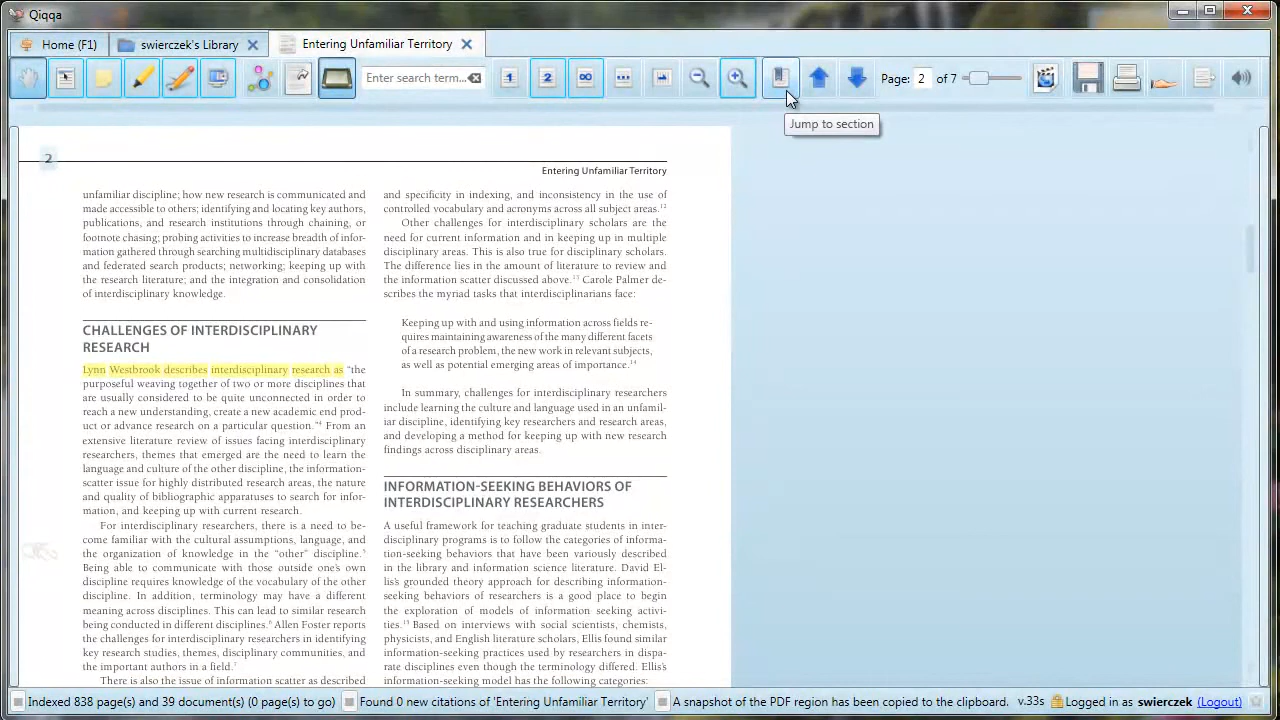 Qiqqa
Home (F1)
swierczek's Library
Entering Unfamiliar Territory
Enter search term...
1
2
Page: 2 of 7
Jump to section
2
Entering Unfamiliar Territory
unfamiliar discipline; how new research is communicated and
made accessible to others; identifying and locating key authors,
publications, and research institutions through chaining, or
footnote chasing; probing activities to increase breadth of infor-
mation gathered through searching multidisciplinary databases
and federated search products; networking; keeping up with
the research literature; and the integration and consolidation
of interdisciplinary knowledge.
CHALLENGES OF INTERDISCIPLINARY
RESEARCH
Lynn Westbrook describes interdisciplinary research as "the
purposeful weaving together of two or more disciplines that
are usually considered to be quite unconnected in order to
reach a new understanding, create a new academic end prod-
uct or advance research on a particular question."4 From an
extensive literature review of issues facing interdisciplinary
researchers, themes that emerged are the need to learn the
language and culture of the other discipline, the information-
scatter issue for highly distributed research areas, the nature
and quality of bibliographic apparatuses to search for infor-
mation, and keeping up with current research.
For interdisciplinary researchers, there is a need to be-
come familiar with the cultural assumptions, language, and
the organization of knowledge in the "other" discipline.5
Being able to communicate with those outside one's own
discipline requires knowledge of the vocabulary of the other
discipline. In addition, terminology may have a different
meaning across disciplines. This can lead to similar research
being conducted in different disciplines.6 Allen Foster reports
the challenges for interdisciplinary researchers in identifying
key research studies, themes, disciplinary communities, and
the important authors in a field.7
There is also the issue of information scatter as described
and specificity in indexing, and inconsistency in the use of
controlled vocabulary and acronyms across all subject areas.12
Other challenges for interdisciplinary scholars are the
need for current information and in keeping up in multiple
disciplinary areas. This is also true for disciplinary scholars.
The difference lies in the amount of literature to review and
the information scatter discussed above.13 Carole Palmer de-
scribes the myriad tasks that interdisciplinarians face:
Keeping up with and using information across fields re-
quires maintaining awareness of the many different facets
of a research problem, the new work in relevant subjects,
as well as potential emerging areas of importance.14
In summary, challenges for interdisciplinary researchers
include learning the culture and language used in an unfamil-
iar discipline, identifying key researchers and research areas,
and developing a method for keeping up with new research
findings across disciplinary areas.
INFORMATION-SEEKING BEHAVIORS OF
INTERDISCIPLINARY RESEARCHERS
A useful framework for teaching graduate students in inter-
disciplinary programs is to follow the categories of informa-
tion-seeking behaviors that have been variously described
in the library and information science literature. David El-
lis's grounded theory approach for describing information-
seeking behaviors of researchers is a good place to begin
the exploration of models of information seeking activi-
ties.15 Based on interviews with social scientists, chemists,
physicists, and English literature scholars, Ellis found similar
information-seeking practices used by researchers in dispa-
rate disciplines even though the terminology differed. Ellis's
information-seeking model has the following categories:
Indexed 838 page(s) and 39 document(s) (0 page(s) to go)
Found 0 new citations of 'Entering Unfamiliar Territory'
A snapshot of the PDF region has been copied to the clipboard.
v.33s
Logged in as swierczek (Logout)